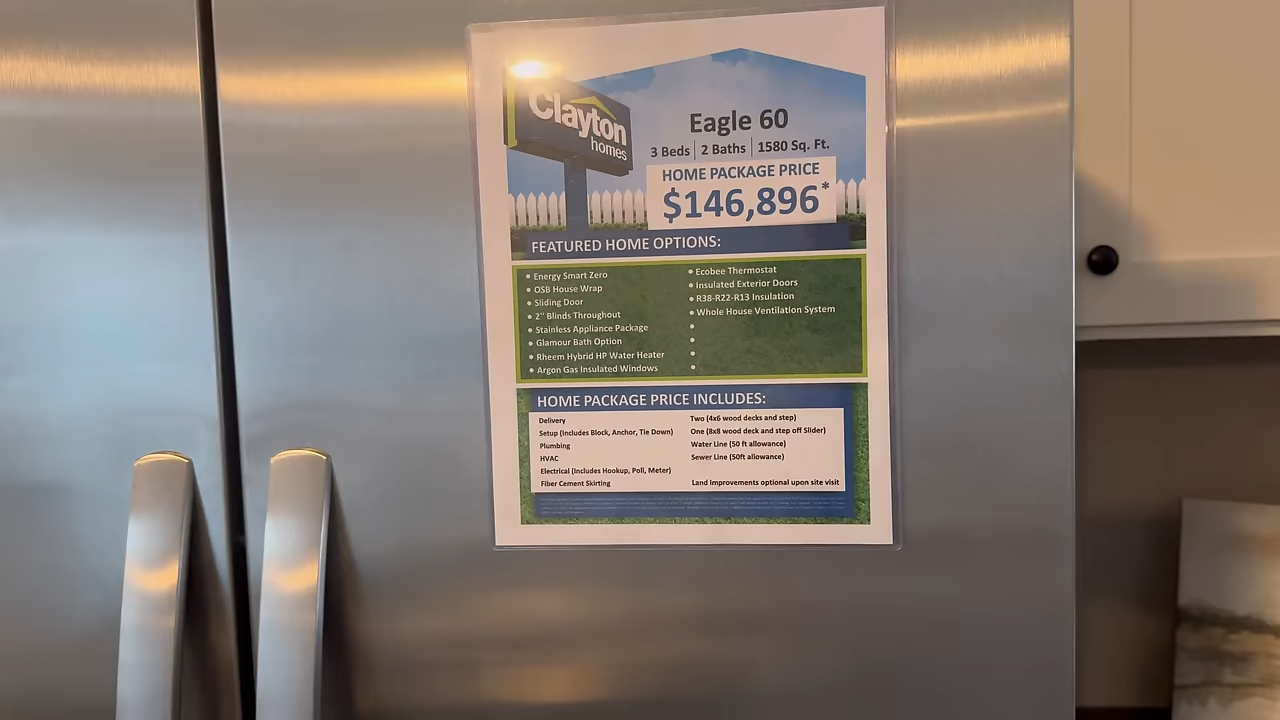 Clayton
homes
Eagle 60
3 Beds | 2 Baths | 1580 Sq. Ft.
HOME PACKAGE PRICE
$146,896*
FEATURED HOME OPTIONS:
• Energy Smart Zero
• OSB House Wrap
• Sliding Door
• 2" Blinds Throughout
• Stainless Appliance Package
• Glamour Bath Option
• Rheem Hybrid HP Water Heater
• Argon Gas Insulated Windows
• Ecobee Thermostat
• Insulated Exterior Doors
• R38-R22-R13 Insulation
• Whole House Ventilation System
•
•
•
•
HOME PACKAGE PRICE INCLUDES:
Delivery
Setup (Includes Block, Anchor, Tie Down)
Plumbing
HVAC
Electrical (Includes Hookup, Poll, Meter)
Fiber Cement Skirting
Two (4x6 wood decks and step)
One (8x8 wood deck and step off Slider)
Water Line (50 ft allowance)
Sewer Line (50ft allowance)
Land Improvements optional upon site visit